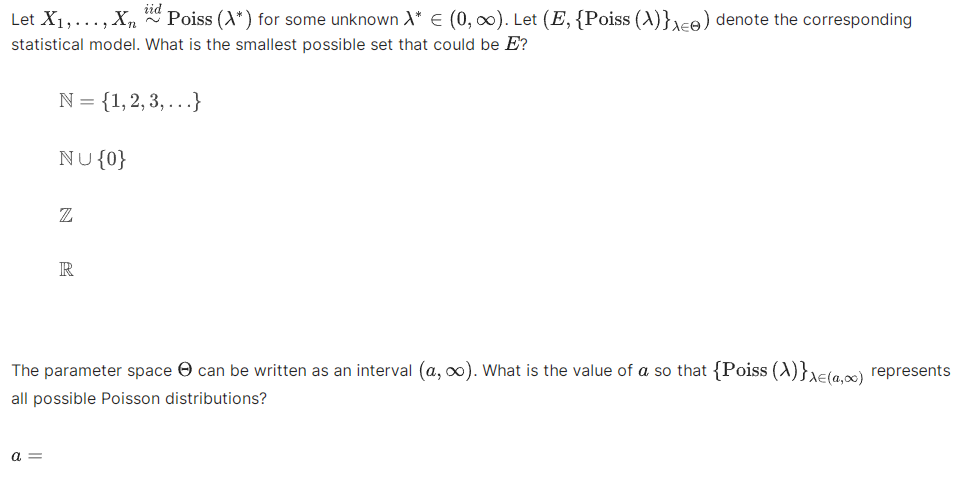 Let $X_1, \ldots, X_n \stackrel{iid}{\sim} \text{Poiss}(\lambda^*)$ for some unknown $\lambda^* \in (0, \infty)$. Let $(E, \{\text{Poiss}(\lambda)\}_{\lambda \in \Theta})$ denote the corresponding
statistical model. What is the smallest possible set that could be $E$?
$\mathbb{N} = \{1, 2, 3, \ldots\}$
$\mathbb{N} \cup \{0\}$
$\mathbb{Z}$
$\mathbb{R}$
The parameter space $\Theta$ can be written as an interval $(a, \infty)$. What is the value of $a$ so that $\{\text{Poiss}(\lambda)\}_{\lambda \in (a, \infty)}$ represents
all possible Poisson distributions?
$a =$